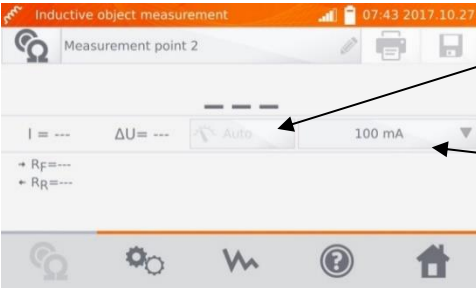 Inductive object measurement 07:43 2017.10.27
Measurement point 2
---
I = --- ΔU= --- Auto 100 mA
→ RF=---
← RR=---